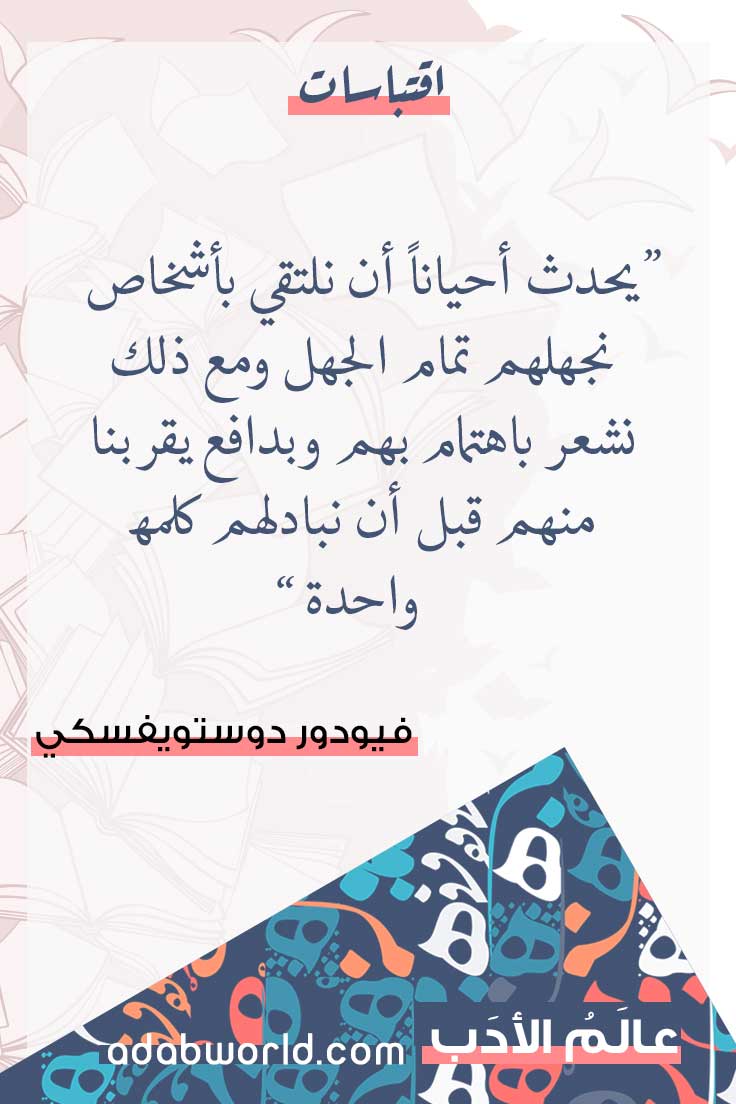 اقتباسات
”يحدث أحياناً أن نلتقي بأشخاص
نجهلهم تمام الجهل ومع ذلك
نشعر باهتمام بهم وبدافع يقربنا
منهم قبل أن نبادلهم كلمه
واحدة “
فيودور دوستويفسكي
عالَمُ الأدَب
adabworld.com